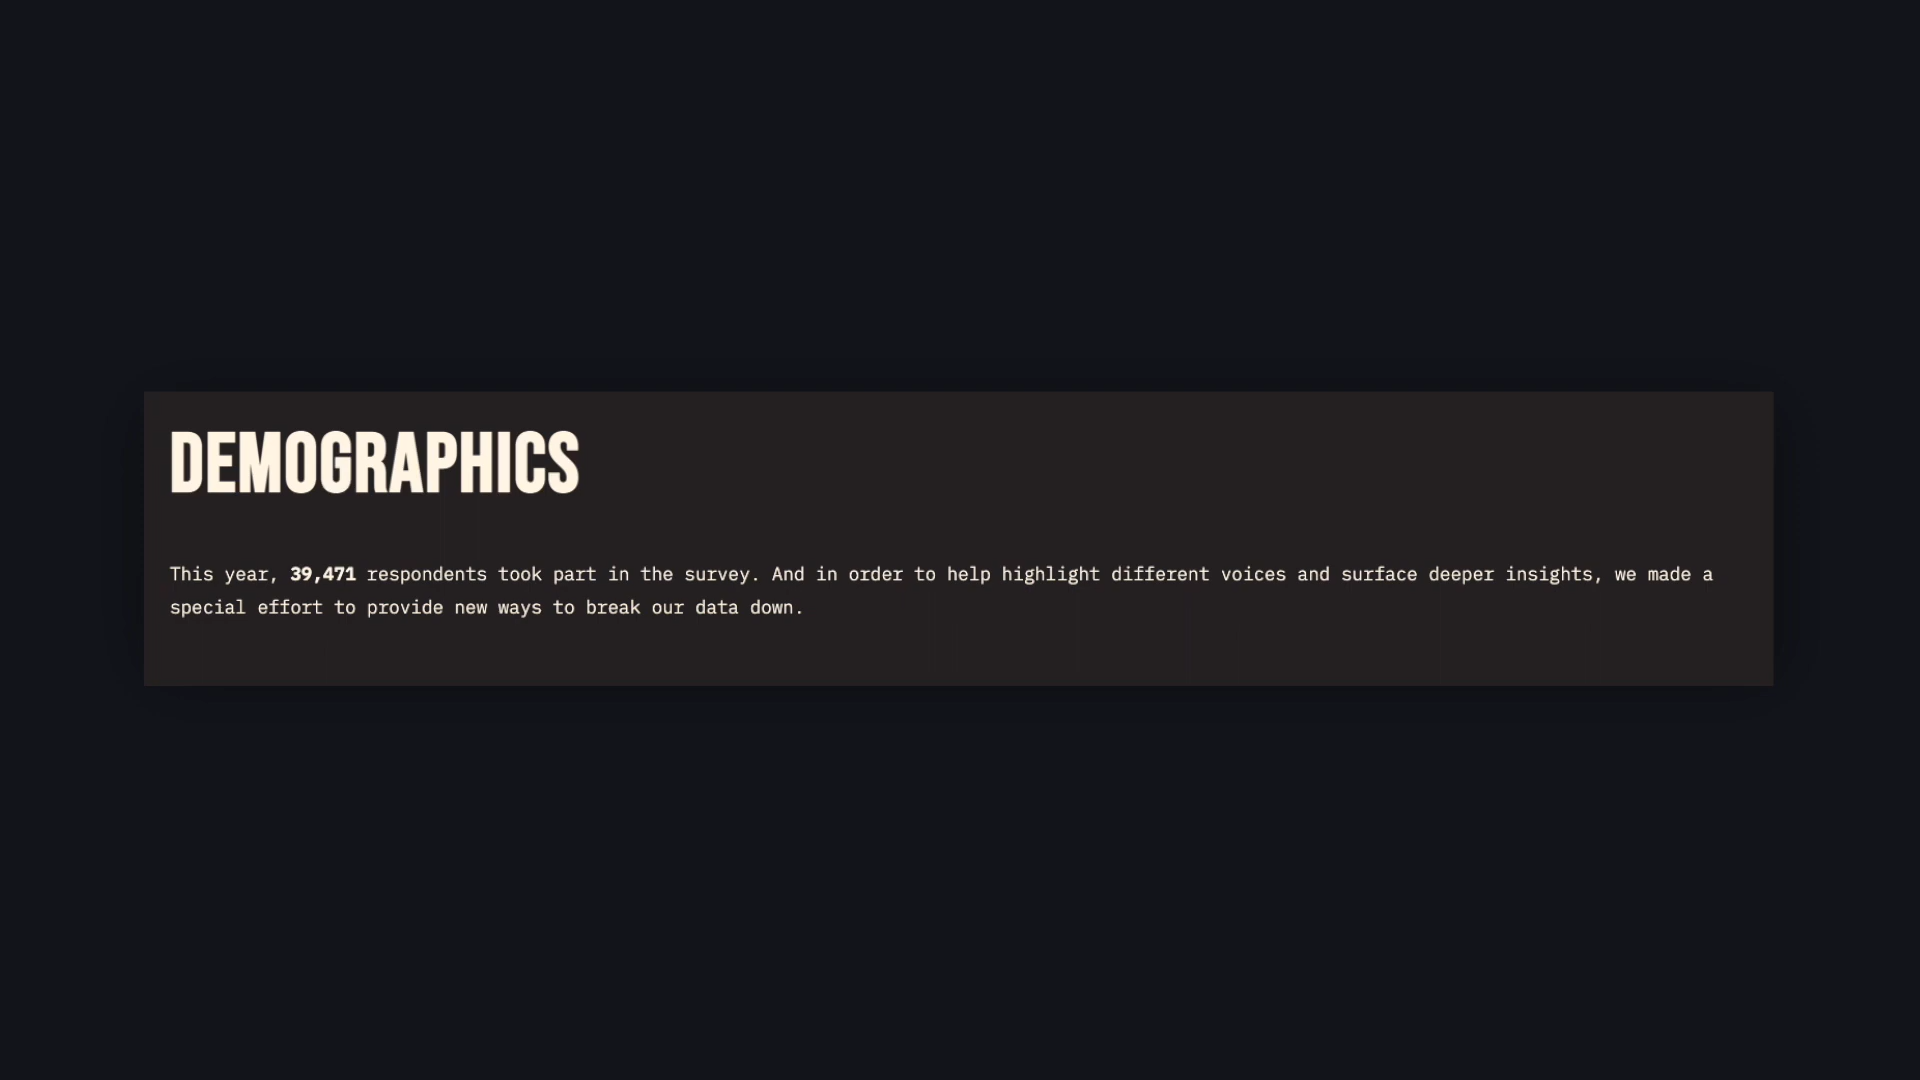 DEMOGRAPHICS
This year, 39,471 respondents took part in the survey. And in order to help highlight different voices and surface deeper insights, we made a
special effort to provide new ways to break our data down.